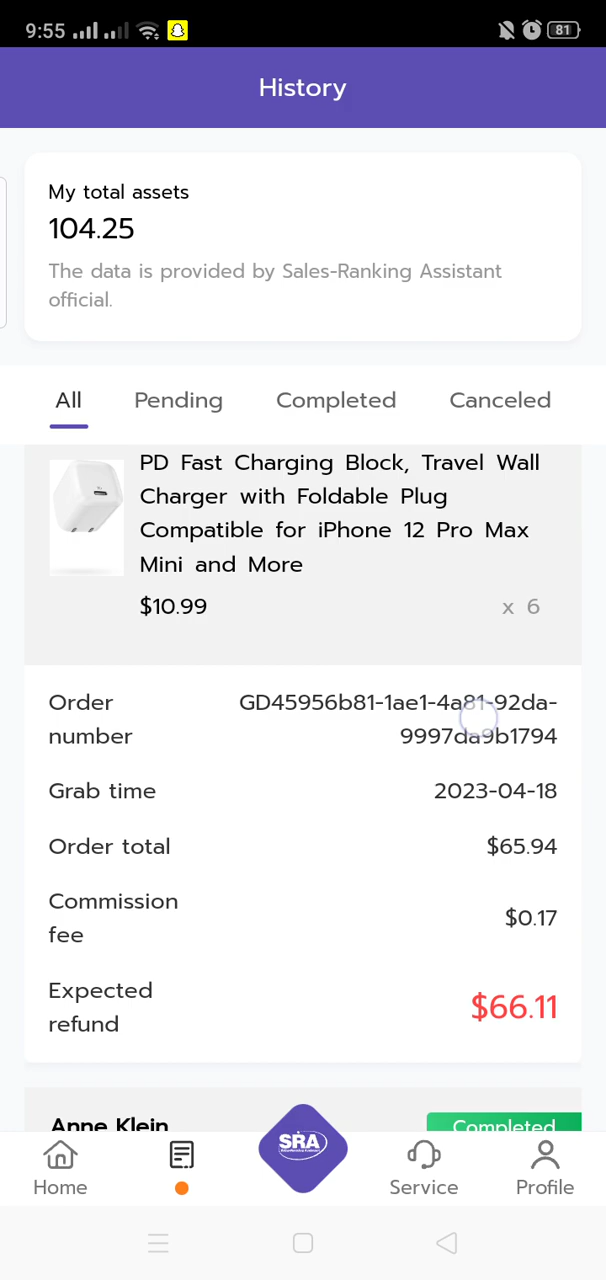 9:55
81
History
My total assets
104.25
The data is provided by Sales-Ranking Assistant
official.
All Pending Completed Canceled
PD Fast Charging Block, Travel Wall
Charger with Foldable Plug
Compatible for iPhone 12 Pro Max
Mini and More
$10.99 x 6
Order GD45956b81-1ae1-4a81-92da-
number 9997da9b1794
Grab time 2023-04-18
Order total $65.94
Commission
fee $0.17
Expected
refund $66.11
Anne Klein Completed
SRA
Home Service Profile